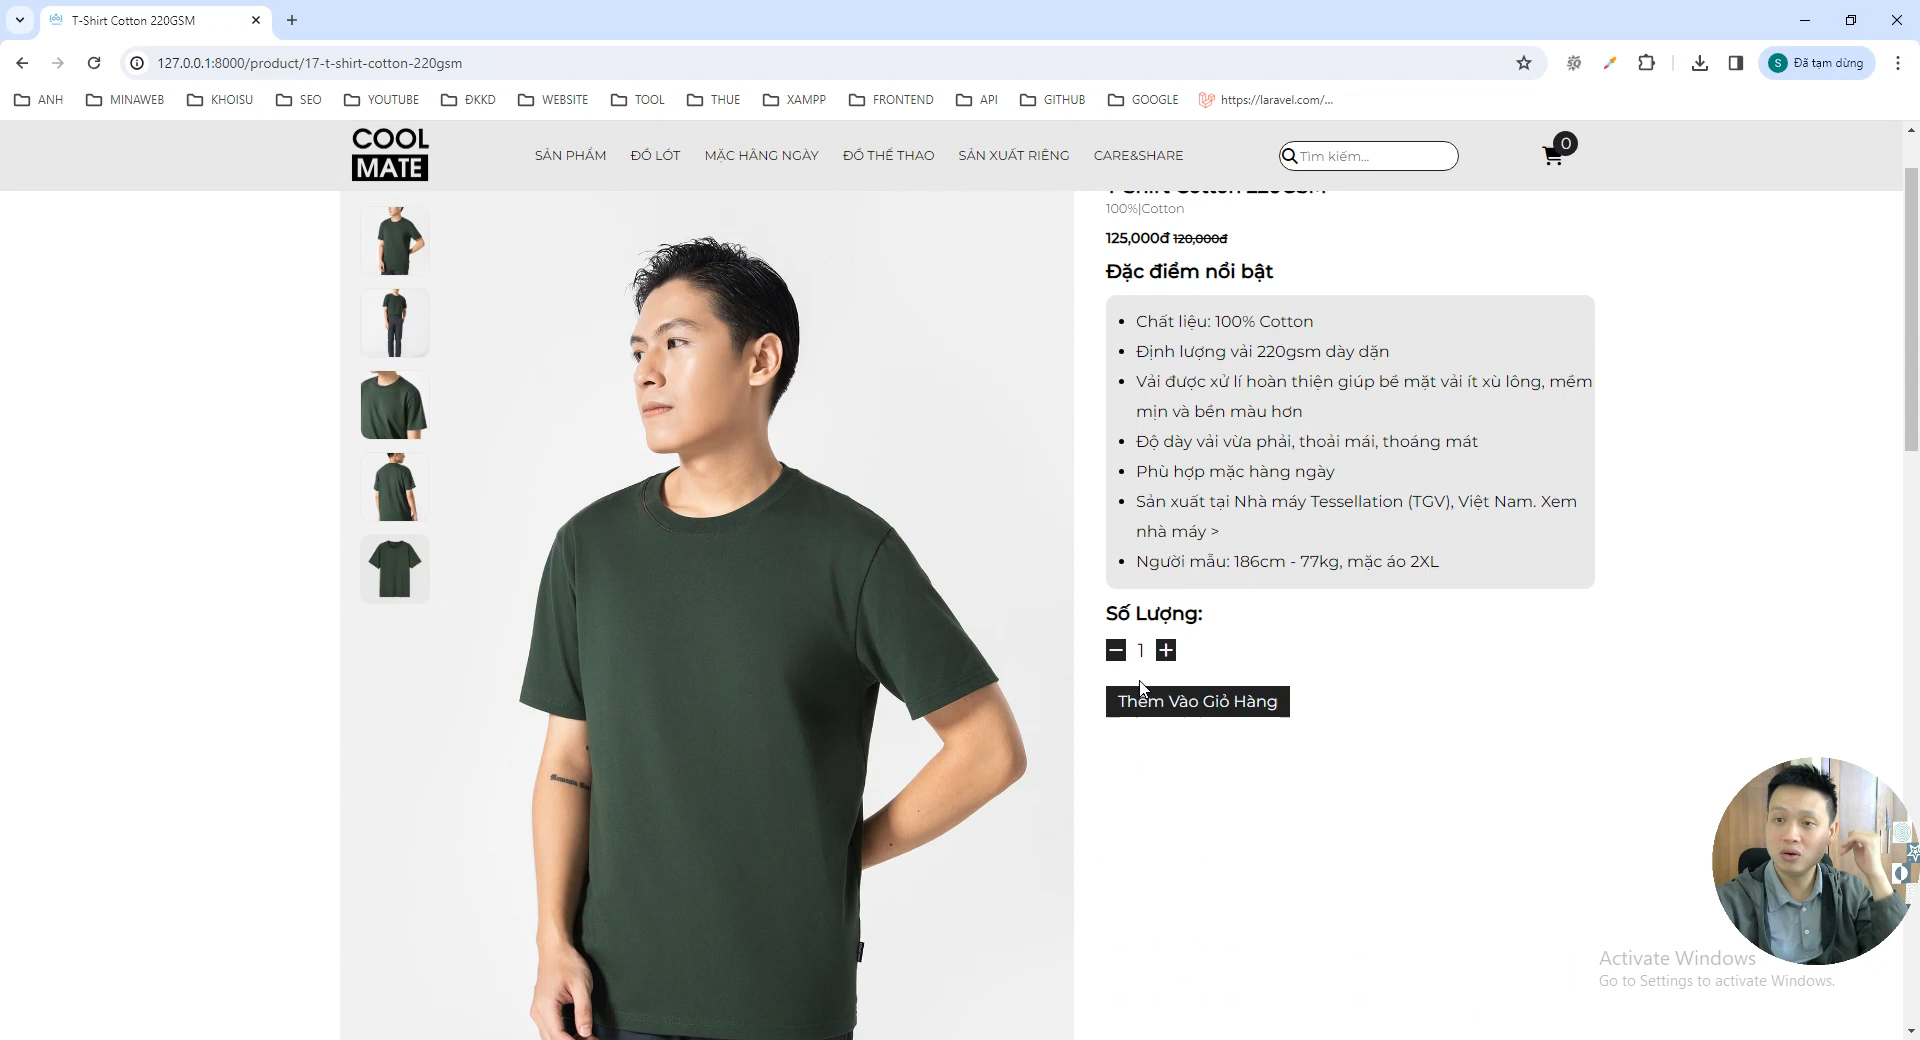 T-Shirt Cotton 220GSM
127.0.0.1:8000/product/17-t-shirt-cotton-220gsm
S Đã tạm dừng
ANH MINAWEB KHOISU SEO YOUTUBE ĐKKD WEBSITE TOOL THUE XAMPP FRONTEND API GITHUB GOOGLE https://laravel.com/...
COOL
MATE
SẢN PHẨM ĐỒ LÓT MẶC HÀNG NGÀY ĐỒ THỂ THAO SẢN XUẤT RIÊNG CARE&SHARE Tìm kiếm... 0
T-Shirt Cotton 220GSM
100%|Cotton
125,000đ 120,000đ
Đặc điểm nổi bật
Chất liệu: 100% Cotton
Định lượng vải 220gsm dày dặn
Vải được xử lí hoàn thiện giúp bề mặt vải ít xù lông, mềm
mịn và bền màu hơn
Độ dày vải vừa phải, thoải mái, thoáng mát
Phù hợp mặc hàng ngày
Sản xuất tại Nhà máy Tessellation (TGV), Việt Nam. Xem
nhà máy >
Người mẫu: 186cm - 77kg, mặc áo 2XL
Số Lượng:
1
Thêm Vào Giỏ Hàng
Activate Windows
Go to Settings to activate Windows.